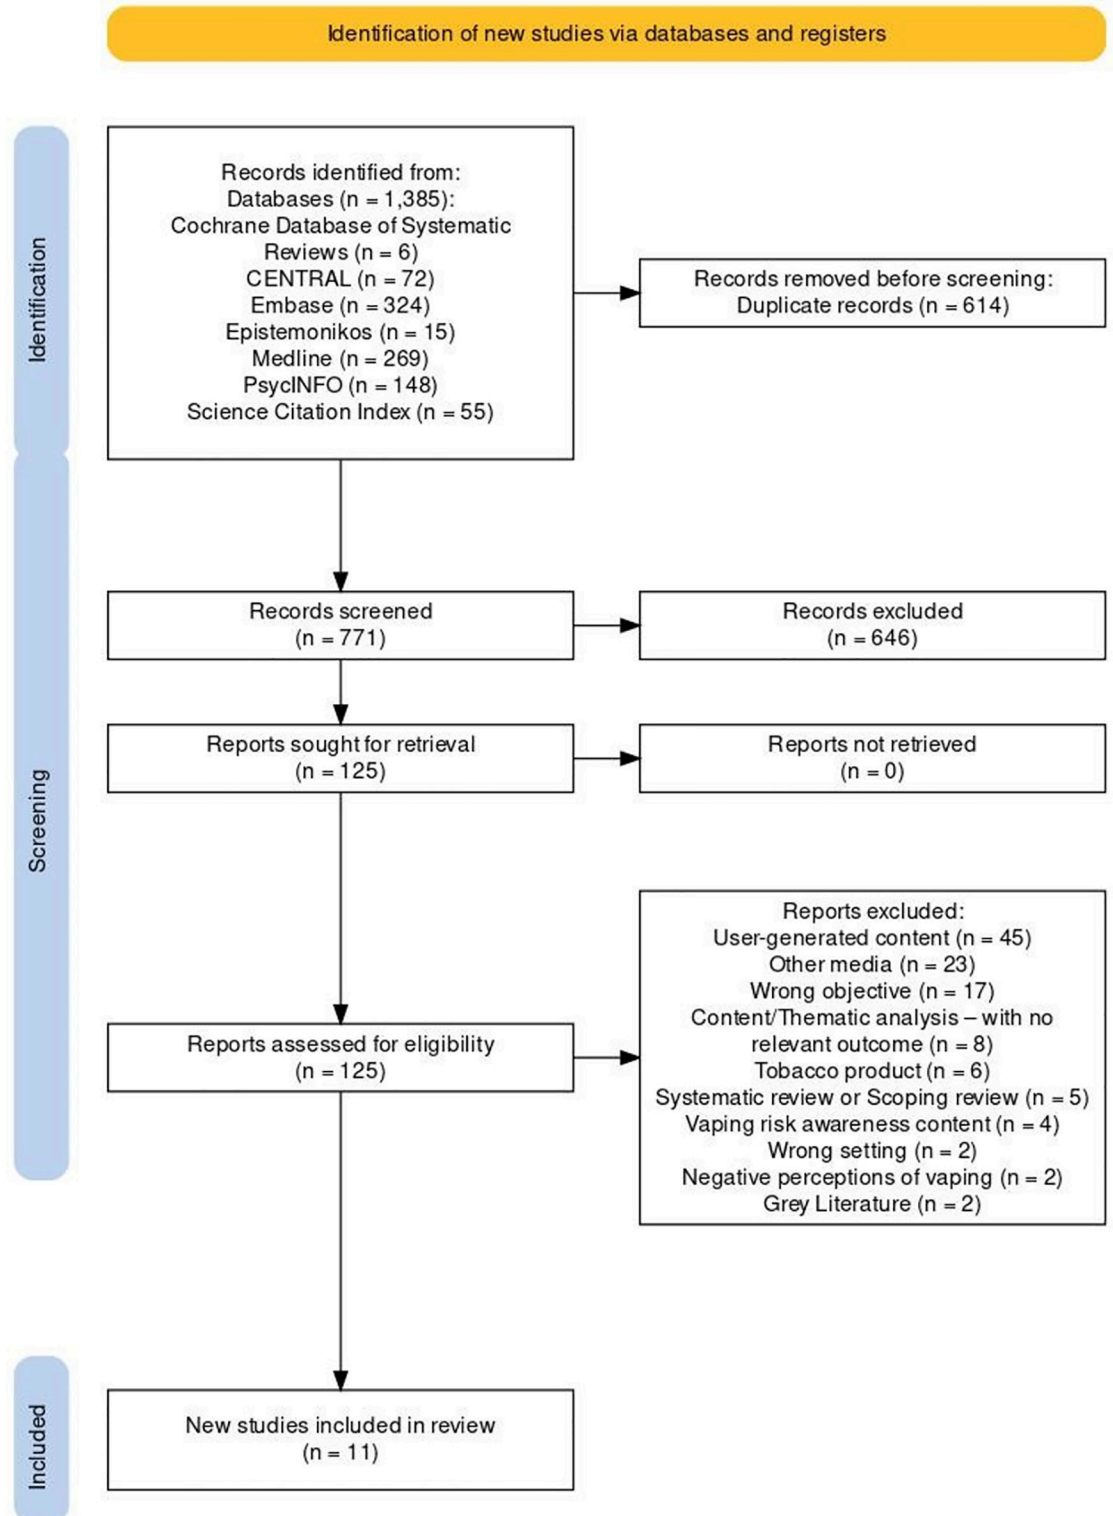 Identification of new studies via databases and registers
Identification
Records identified from:
Databases (n = 1,385):
Cochrane Database of Systematic
Reviews (n = 6)
CENTRAL (n = 72)
Embase (n = 324)
Epistemonikos (n = 15)
Medline (n = 269)
PsycINFO (n = 148)
Science Citation Index (n = 55)
Records removed before screening:
Duplicate records (n = 614)
Screening
Records screened
(n = 771)
Records excluded
(n = 646)
Reports sought for retrieval
(n = 125)
Reports not retrieved
(n = 0)
Reports assessed for eligibility
(n = 125)
Reports excluded:
User-generated content (n = 45)
Other media (n = 23)
Wrong objective (n = 17)
Content/Thematic analysis – with no
relevant outcome (n = 8)
Tobacco product (n = 6)
Systematic review or Scoping review (n = 5)
Vaping risk awareness content (n = 4)
Wrong setting (n = 2)
Negative perceptions of vaping (n = 2)
Grey Literature (n = 2)
Included
New studies included in review
(n = 11)